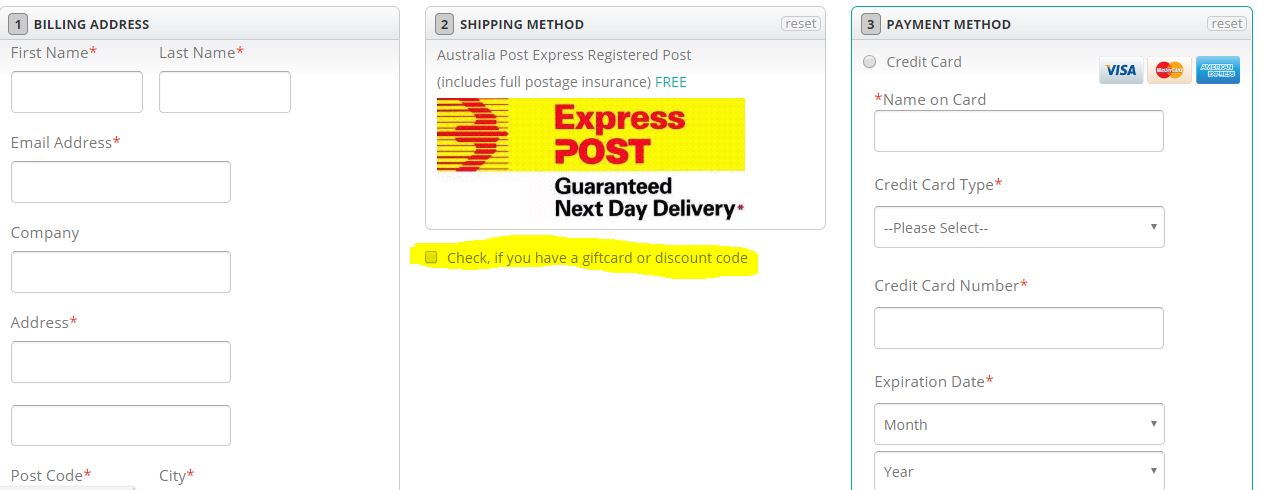 1 BILLING ADDRESS
First Name* Last Name*
Email Address*
Company
Address*
Post Code* City*
2 SHIPPING METHOD reset
Australia Post Express Registered Post
(includes full postage insurance) FREE
Express
POST
Guaranteed
Next Day Delivery*
Check, if you have a giftcard or discount code
3 PAYMENT METHOD reset
Credit Card VISA MasterCard AMERICAN EXPRESS
*Name on Card
Credit Card Type*
--Please Select--
Credit Card Number*
Expiration Date*
Month
Year